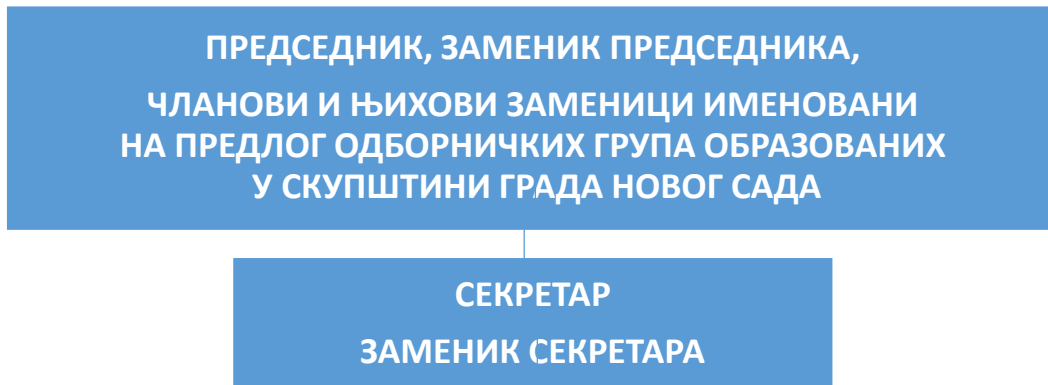 ПРЕДСЕДНИК, ЗАМЕНИК ПРЕДСЕДНИКА,
ЧЛАНОВИ И ЊИХОВИ ЗАМЕНИЦИ ИМЕНОВАНИ
НА ПРЕДЛОГ ОДБОРНИЧКИХ ГРУПА ОБРАЗОВАНИХ
У СКУПШТИНИ ГРАДА НОВОГ САДА
СЕКРЕТАР
ЗАМЕНИК СЕКРЕТАРА